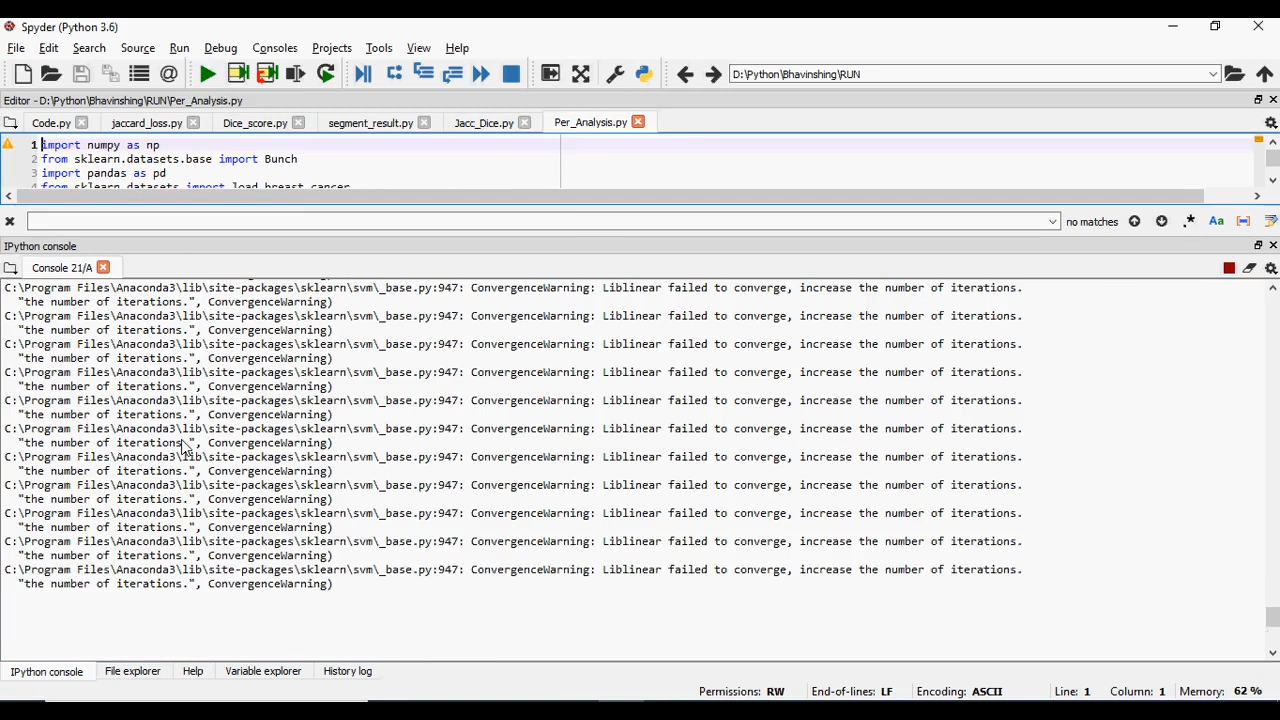 Spyder (Python 3.6)
File Edit Search Source Run Debug Consoles Projects Tools View Help
D:\Python\Bhavinshing\RUN
Editor - D:\Python\Bhavinshing\RUN\Per_Analysis.py
Code.py jaccard_loss.py Dice_score.py segment_result.py Jacc_Dice.py Per_Analysis.py
1 import numpy as np
2 from sklearn.datasets.base import Bunch
3 import pandas as pd
4 from sklearn.datasets import load_breast_cancer
no matches .* Aa
IPython console
Console 21/A
C:\Program Files\Anaconda3\lib\site-packages\sklearn\svm\_base.py:947: ConvergenceWarning: Liblinear failed to converge, increase the number of iterations.
"the number of iterations.", ConvergenceWarning)
C:\Program Files\Anaconda3\lib\site-packages\sklearn\svm\_base.py:947: ConvergenceWarning: Liblinear failed to converge, increase the number of iterations.
"the number of iterations.", ConvergenceWarning)
C:\Program Files\Anaconda3\lib\site-packages\sklearn\svm\_base.py:947: ConvergenceWarning: Liblinear failed to converge, increase the number of iterations.
"the number of iterations.", ConvergenceWarning)
C:\Program Files\Anaconda3\lib\site-packages\sklearn\svm\_base.py:947: ConvergenceWarning: Liblinear failed to converge, increase the number of iterations.
"the number of iterations.", ConvergenceWarning)
C:\Program Files\Anaconda3\lib\site-packages\sklearn\svm\_base.py:947: ConvergenceWarning: Liblinear failed to converge, increase the number of iterations.
"the number of iterations.", ConvergenceWarning)
C:\Program Files\Anaconda3\lib\site-packages\sklearn\svm\_base.py:947: ConvergenceWarning: Liblinear failed to converge, increase the number of iterations.
"the number of iterations.", ConvergenceWarning)
C:\Program Files\Anaconda3\lib\site-packages\sklearn\svm\_base.py:947: ConvergenceWarning: Liblinear failed to converge, increase the number of iterations.
"the number of iterations.", ConvergenceWarning)
C:\Program Files\Anaconda3\lib\site-packages\sklearn\svm\_base.py:947: ConvergenceWarning: Liblinear failed to converge, increase the number of iterations.
"the number of iterations.", ConvergenceWarning)
C:\Program Files\Anaconda3\lib\site-packages\sklearn\svm\_base.py:947: ConvergenceWarning: Liblinear failed to converge, increase the number of iterations.
"the number of iterations.", ConvergenceWarning)
C:\Program Files\Anaconda3\lib\site-packages\sklearn\svm\_base.py:947: ConvergenceWarning: Liblinear failed to converge, increase the number of iterations.
"the number of iterations.", ConvergenceWarning)
C:\Program Files\Anaconda3\lib\site-packages\sklearn\svm\_base.py:947: ConvergenceWarning: Liblinear failed to converge, increase the number of iterations.
"the number of iterations.", ConvergenceWarning)
IPython console File explorer Help Variable explorer History log
Permissions: RW End-of-lines: LF Encoding: ASCII Line: 1 Column: 1 Memory: 62 %